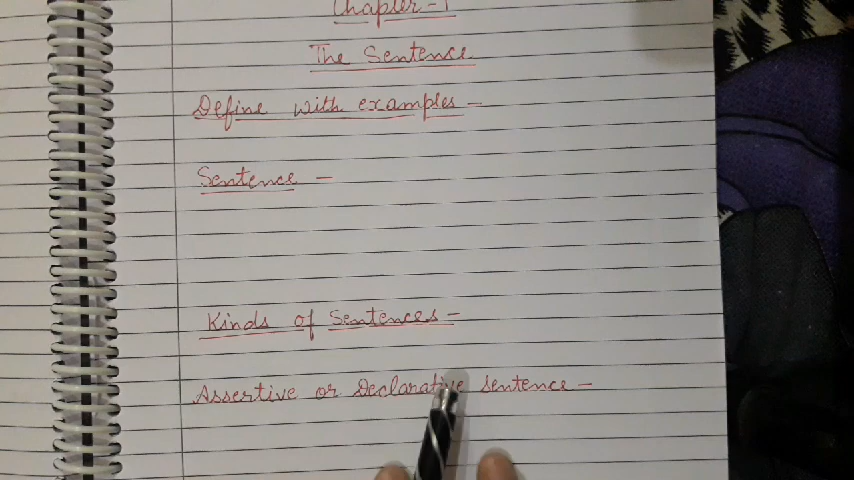 Chapter - 1
The Sentence
Define with examples -
Sentence -
Kinds of Sentences -
Assertive or Declarative sentence -